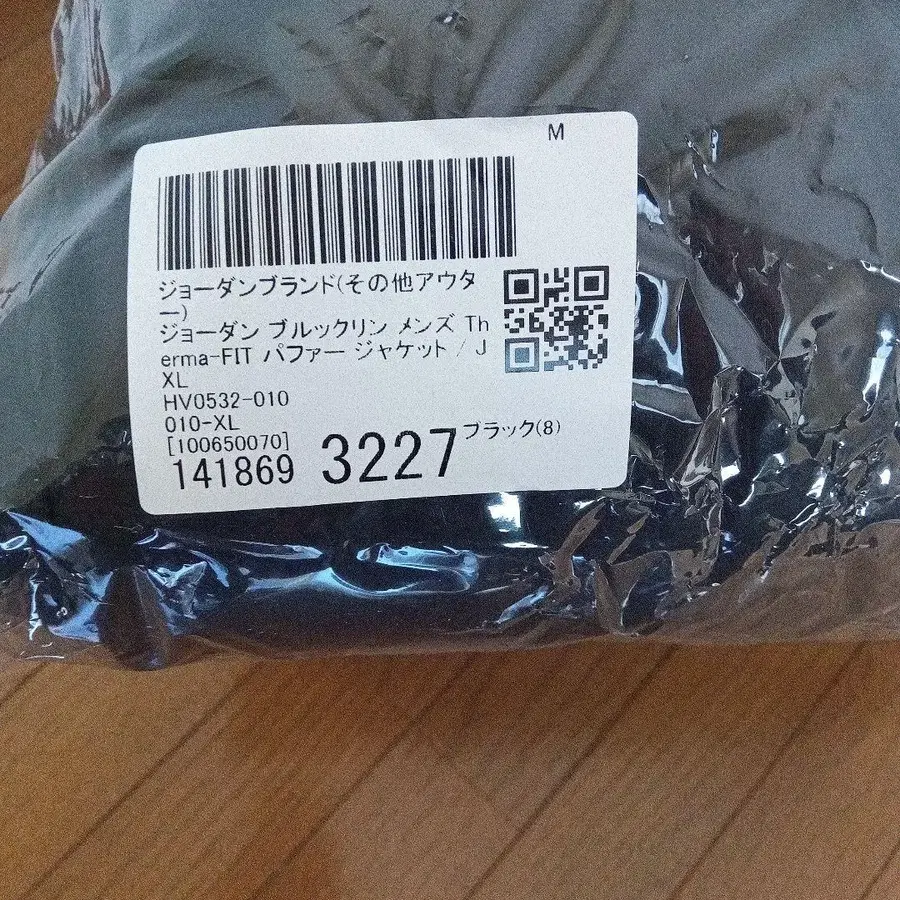 M
ジョーダンブランド(その他アウタ
ー)
ジョーダン ブルックリン メンズ Th
erma-FIT パファー ジャケット / J
XL
HV0532-010
010-XL
[100650070]
ブラック(8)
141869 3227